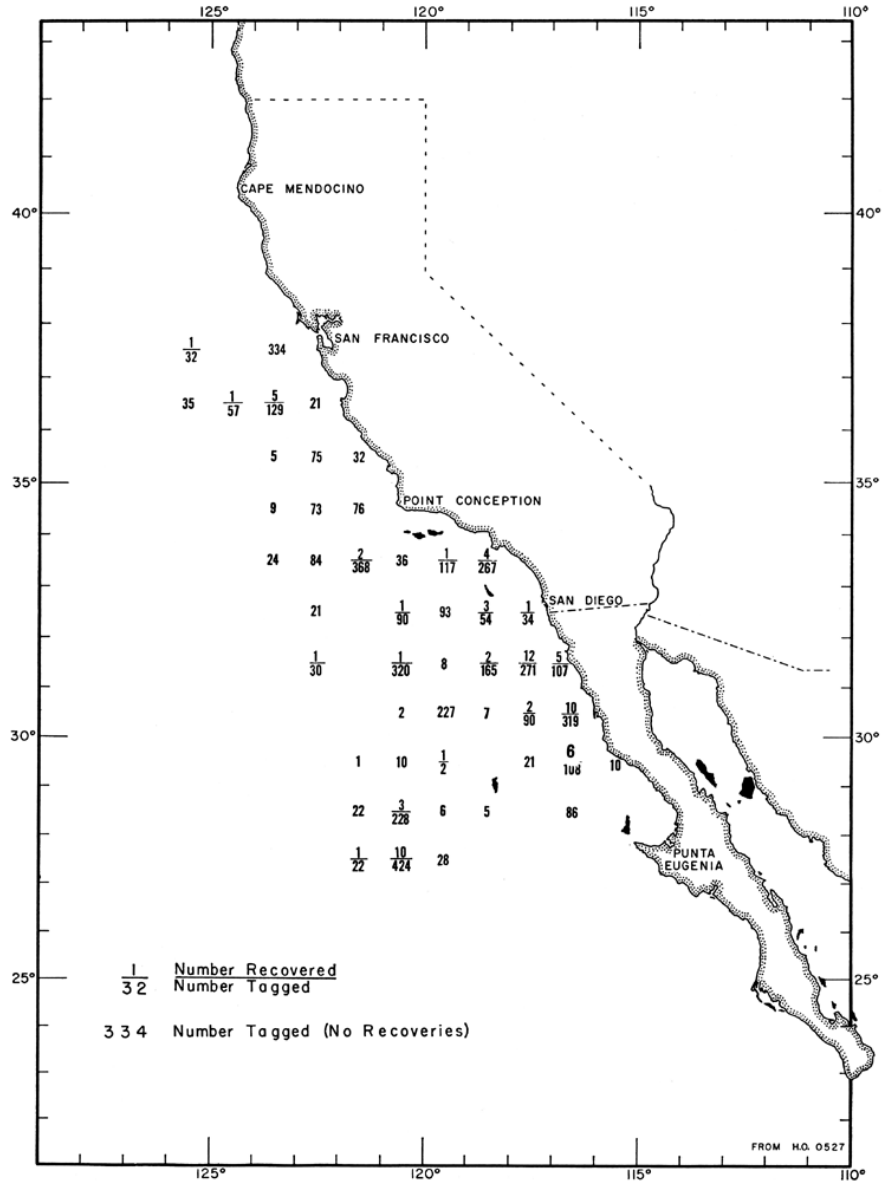 125° 120° 115° 110°
CAPE MENDOCINO
40° 40°
SAN FRANCISCO
1/32 334
35 1/57 5/129 21
5 75 32
35° 35°
POINT CONCEPTION
9 73 76
24 84 2/368 36 1/117 4/267
SAN DIEGO
21 1/90 93 3/54 1/34
1/30 1/320 8 2/165 12/271 5/107
2 227 7 2/90 10/319
30° 30°
1 10 1/2 21 6/108 10
22 3/228 6 5 86
1/22 10/424 28
PUNTA
EUGENIA
25° 25°
1/32 Number Recovered
Number Tagged
334 Number Tagged (No Recoveries)
FROM H.O. 0527
125° 120° 115° 110°